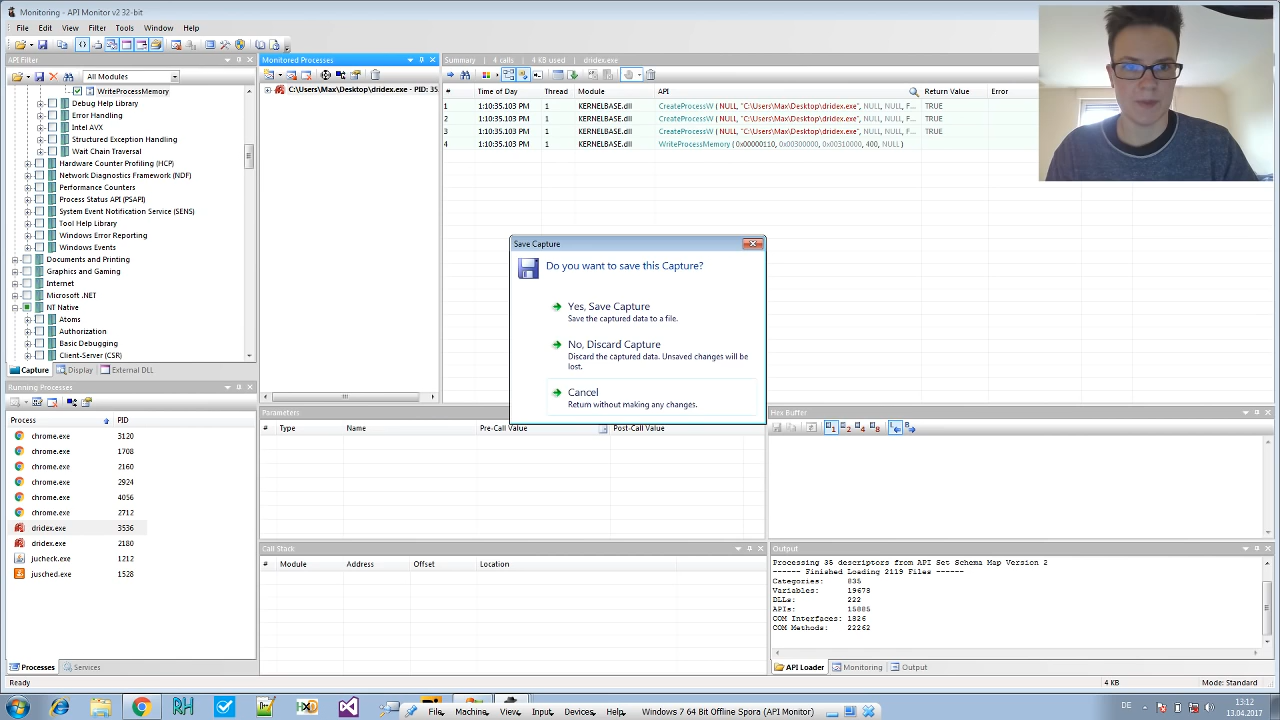 Monitoring - API Monitor v2 32-bit
File Edit View Filter Tools Window Help
API Filter
All Modules
WriteProcessMemory
Debug Help Library
Error Handling
Intel AVX
Structured Exception Handling
Wait Chain Traversal
Hardware Counter Profiling (HCP)
Network Diagnostics Framework (NDF)
Performance Counters
Process Status API (PSAPI)
System Event Notification Service (SENS)
Tool Help Library
Windows Error Reporting
Windows Events
Documents and Printing
Graphics and Gaming
Internet
Microsoft .NET
NT Native
Atoms
Authorization
Basic Debugging
Client-Server (CSR)
Capture Display External DLL
Monitored Processes
C:\Users\Max\Desktop\dridex.exe - PID: 35
Summary 4 calls 4 KB used dridex.exe
# Time of Day Thread Module API Return Value Error
1 1:10:35.103 PM 1 KERNELBASE.dll CreateProcessW ( NULL, "C:\Users\Max\Desktop\dridex.exe", NULL, NULL, F... TRUE
2 1:10:35.103 PM 1 KERNELBASE.dll CreateProcessW ( NULL, "C:\Users\Max\Desktop\dridex.exe", NULL, NULL, F... TRUE
3 1:10:35.103 PM 1 KERNELBASE.dll CreateProcessW ( NULL, "C:\Users\Max\Desktop\dridex.exe", NULL, NULL, F... TRUE
4 1:10:35.103 PM 1 KERNELBASE.dll WriteProcessMemory ( 0x00000110, 0x00300000, 0x00310000, 400, NULL )
Save Capture
Do you want to save this Capture?
Yes, Save Capture
Save the captured data to a file.
No, Discard Capture
Discard the captured data. Unsaved changes will be
lost.
Cancel
Return without making any changes.
Running Processes
Process PID
chrome.exe 3120
chrome.exe 1708
chrome.exe 2160
chrome.exe 2924
chrome.exe 4056
chrome.exe 2712
dridex.exe 3536
dridex.exe 2180
jucheck.exe 1212
jusched.exe 1528
Processes Services
Parameters
# Type Name Pre-Call Value Post-Call Value
Hex Buffer
1 2 4 8
Call Stack
# Module Address Offset Location
Output
Processing 35 descriptors from API Set Schema Map Version 2
------ Finished Loading 2119 Files ------
Categories: 835
Variables: 19678
DLLs: 222
APIs: 15885
COM Interfaces: 1826
COM Methods: 22262
API Loader Monitoring Output
Ready 4 KB Mode: Standard
File Machine View Input Devices Help Windows 7 64 Bit Offline Spora (API Monitor)
DE
13:12
13.04.2017